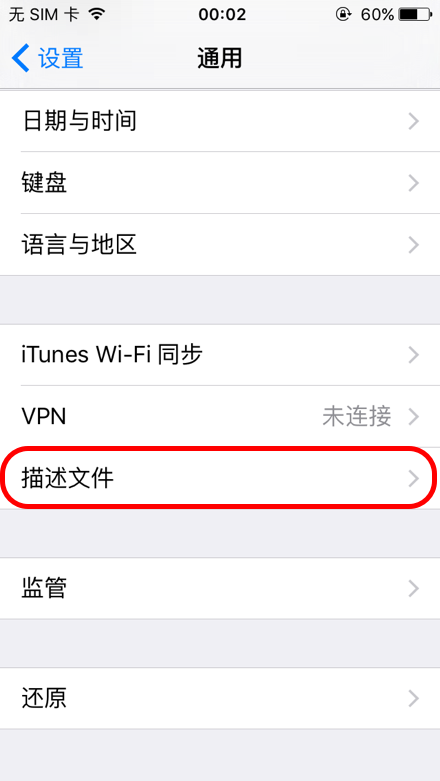 无 SIM 卡 00:02 60%
设置 通用
日期与时间
键盘
语言与地区
iTunes Wi-Fi 同步
VPN 未连接
描述文件
监管
还原